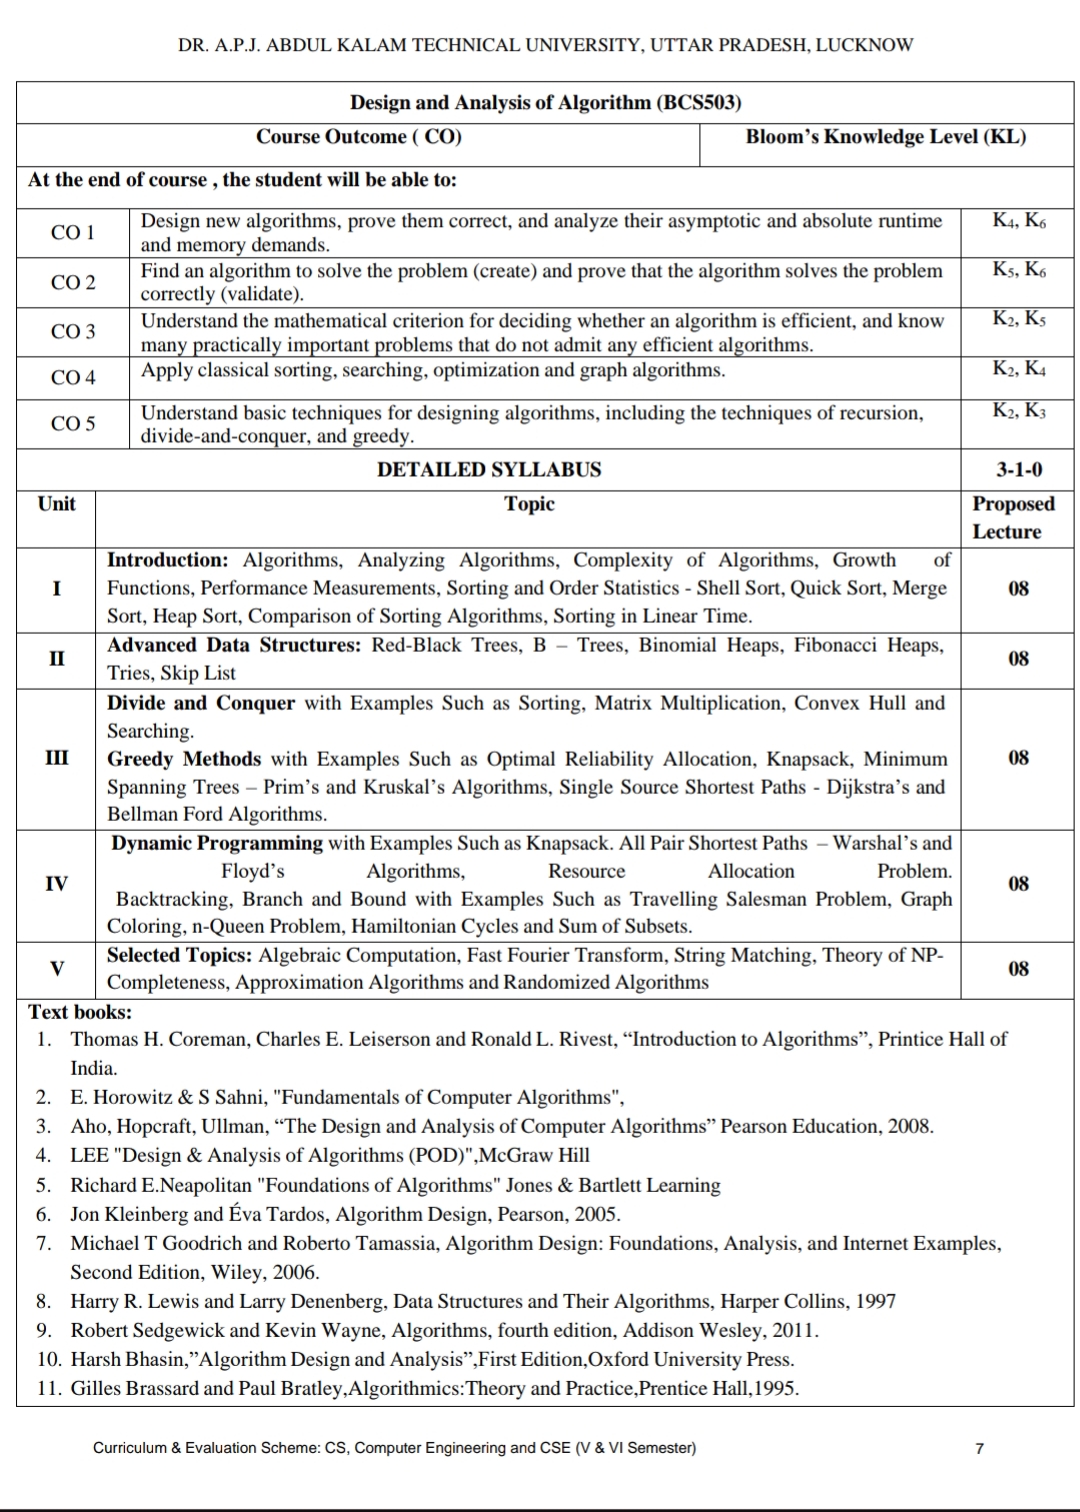 DR. A.P.J. ABDUL KALAM TECHNICAL UNIVERSITY, UTTAR PRADESH, LUCKNOW
Design and Analysis of Algorithm (BCS503)
Course Outcome ( CO) Bloom's Knowledge Level (KL)
At the end of course , the student will be able to:
CO 1 Design new algorithms, prove them correct, and analyze their asymptotic and absolute runtime K4, K6
and memory demands.
CO 2 Find an algorithm to solve the problem (create) and prove that the algorithm solves the problem K5, K6
correctly (validate).
CO 3 Understand the mathematical criterion for deciding whether an algorithm is efficient, and know K2, K5
many practically important problems that do not admit any efficient algorithms.
CO 4 Apply classical sorting, searching, optimization and graph algorithms. K2, K4
CO 5 Understand basic techniques for designing algorithms, including the techniques of recursion, K2, K3
divide-and-conquer, and greedy.
DETAILED SYLLABUS 3-1-0
Unit Topic Proposed
Lecture
Introduction: Algorithms, Analyzing Algorithms, Complexity of Algorithms, Growth of
I Functions, Performance Measurements, Sorting and Order Statistics - Shell Sort, Quick Sort, Merge 08
Sort, Heap Sort, Comparison of Sorting Algorithms, Sorting in Linear Time.
II Advanced Data Structures: Red-Black Trees, B – Trees, Binomial Heaps, Fibonacci Heaps, 08
Tries, Skip List
Divide and Conquer with Examples Such as Sorting, Matrix Multiplication, Convex Hull and
Searching.
III Greedy Methods with Examples Such as Optimal Reliability Allocation, Knapsack, Minimum 08
Spanning Trees – Prim's and Kruskal's Algorithms, Single Source Shortest Paths - Dijkstra's and
Bellman Ford Algorithms.
Dynamic Programming with Examples Such as Knapsack. All Pair Shortest Paths – Warshal's and
IV Floyd's Algorithms, Resource Allocation Problem. 08
Backtracking, Branch and Bound with Examples Such as Travelling Salesman Problem, Graph
Coloring, n-Queen Problem, Hamiltonian Cycles and Sum of Subsets.
V Selected Topics: Algebraic Computation, Fast Fourier Transform, String Matching, Theory of NP- 08
Completeness, Approximation Algorithms and Randomized Algorithms
Text books:
1. Thomas H. Coreman, Charles E. Leiserson and Ronald L. Rivest, “Introduction to Algorithms”, Printice Hall of
India.
2. E. Horowitz & S Sahni, "Fundamentals of Computer Algorithms",
3. Aho, Hopcraft, Ullman, “The Design and Analysis of Computer Algorithms” Pearson Education, 2008.
4. LEE "Design & Analysis of Algorithms (POD)",McGraw Hill
5. Richard E.Neapolitan "Foundations of Algorithms" Jones & Bartlett Learning
6. Jon Kleinberg and Éva Tardos, Algorithm Design, Pearson, 2005.
7. Michael T Goodrich and Roberto Tamassia, Algorithm Design: Foundations, Analysis, and Internet Examples,
Second Edition, Wiley, 2006.
8. Harry R. Lewis and Larry Denenberg, Data Structures and Their Algorithms, Harper Collins, 1997
9. Robert Sedgewick and Kevin Wayne, Algorithms, fourth edition, Addison Wesley, 2011.
10. Harsh Bhasin,”Algorithm Design and Analysis”,First Edition,Oxford University Press.
11. Gilles Brassard and Paul Bratley,Algorithmics:Theory and Practice,Prentice Hall,1995.
Curriculum & Evaluation Scheme: CS, Computer Engineering and CSE (V & VI Semester) 7